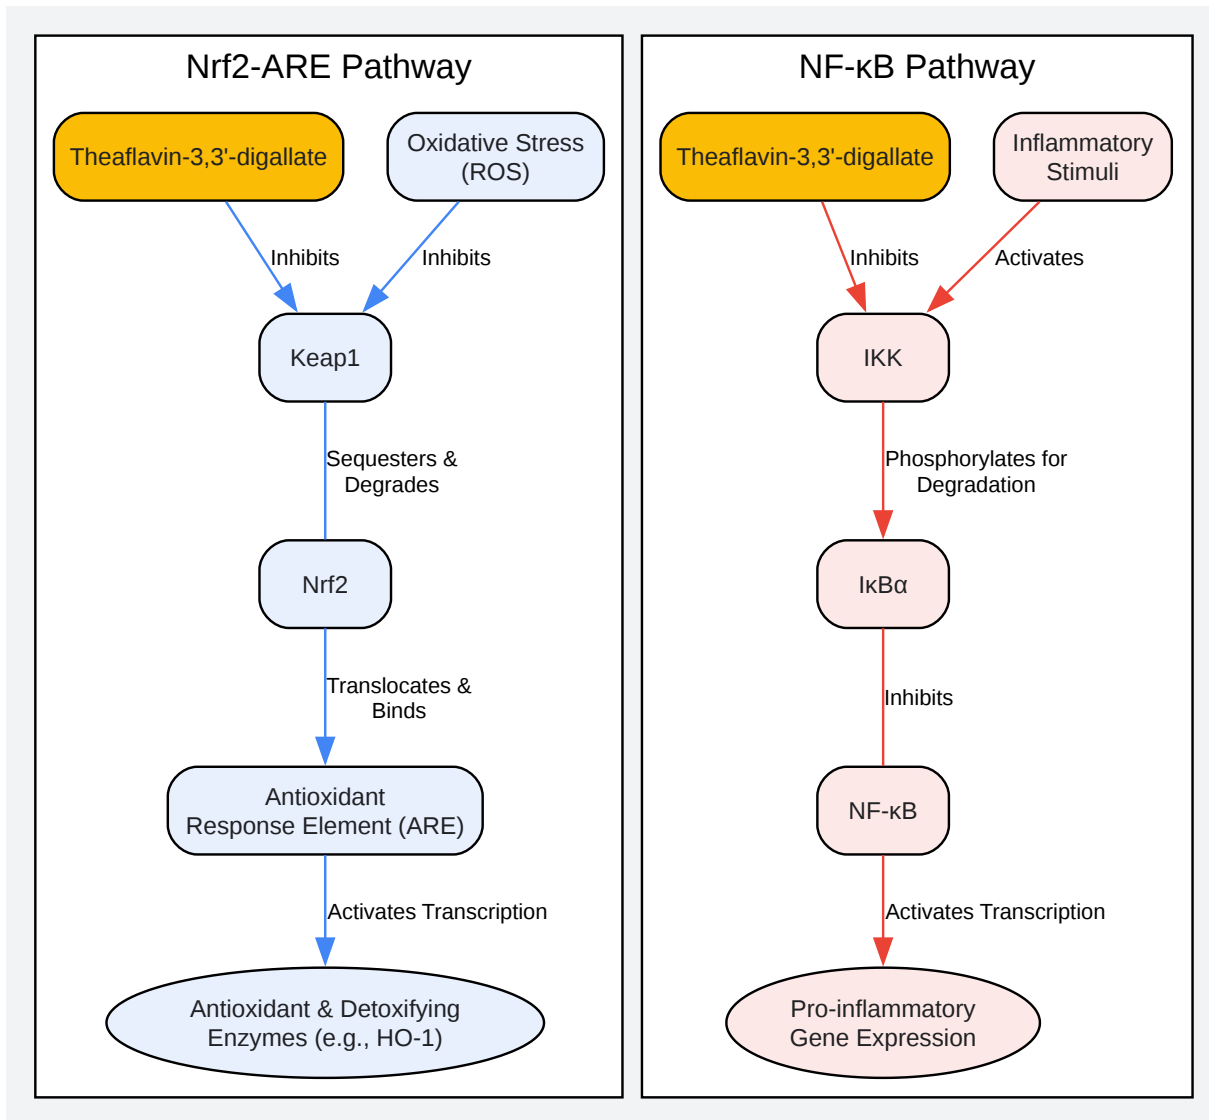 Nrf2-ARE Pathway
Theaflavin-3,3'-digallate
Oxidative Stress
(ROS)
Inhibits
Inhibits
Keap1
Sequesters &
Degrades
Nrf2
Translocates &
Binds
Antioxidant
Response Element (ARE)
Activates Transcription
Antioxidant & Detoxifying
Enzymes (e.g., HO-1)
NF-κB Pathway
Theaflavin-3,3'-digallate
Inflammatory
Stimuli
Inhibits
Activates
IKK
Phosphorylates for
Degradation
IκBα
Inhibits
NF-κB
Activates Transcription
Pro-inflammatory
Gene Expression